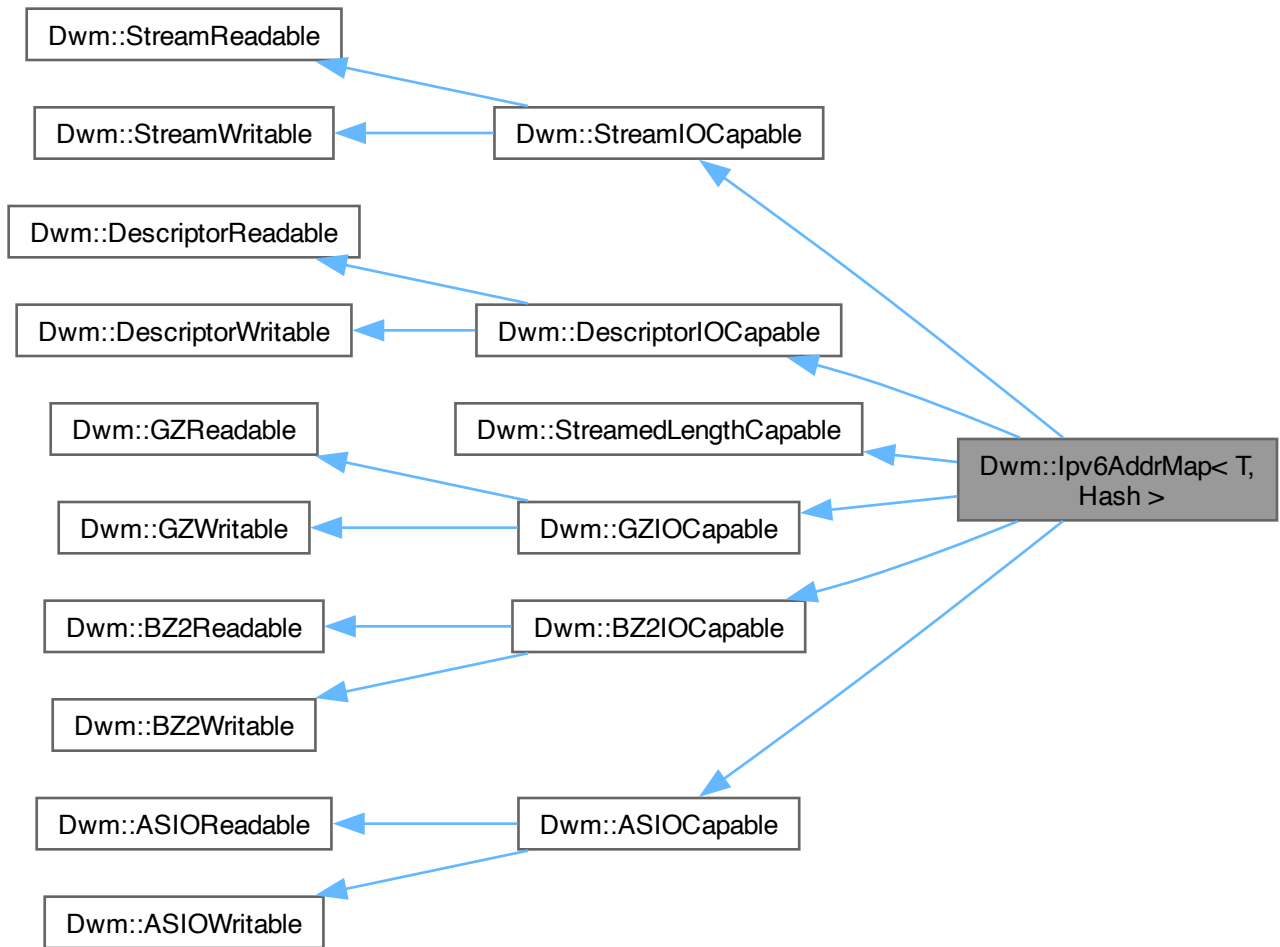 Dwm::StreamReadable
Dwm::StreamWritable
Dwm::StreamIOCapable
Dwm::DescriptorReadable
Dwm::DescriptorWritable
Dwm::DescriptorIOCapable
Dwm::GZReadable
Dwm::StreamedLengthCapable
Dwm::Ipv6AddrMap< T,
Hash >
Dwm::GZWritable
Dwm::GZIOCapable
Dwm::BZ2Readable
Dwm::BZ2IOCapable
Dwm::BZ2Writable
Dwm::ASIOReadable
Dwm::ASIOCapable
Dwm::ASIOWritable